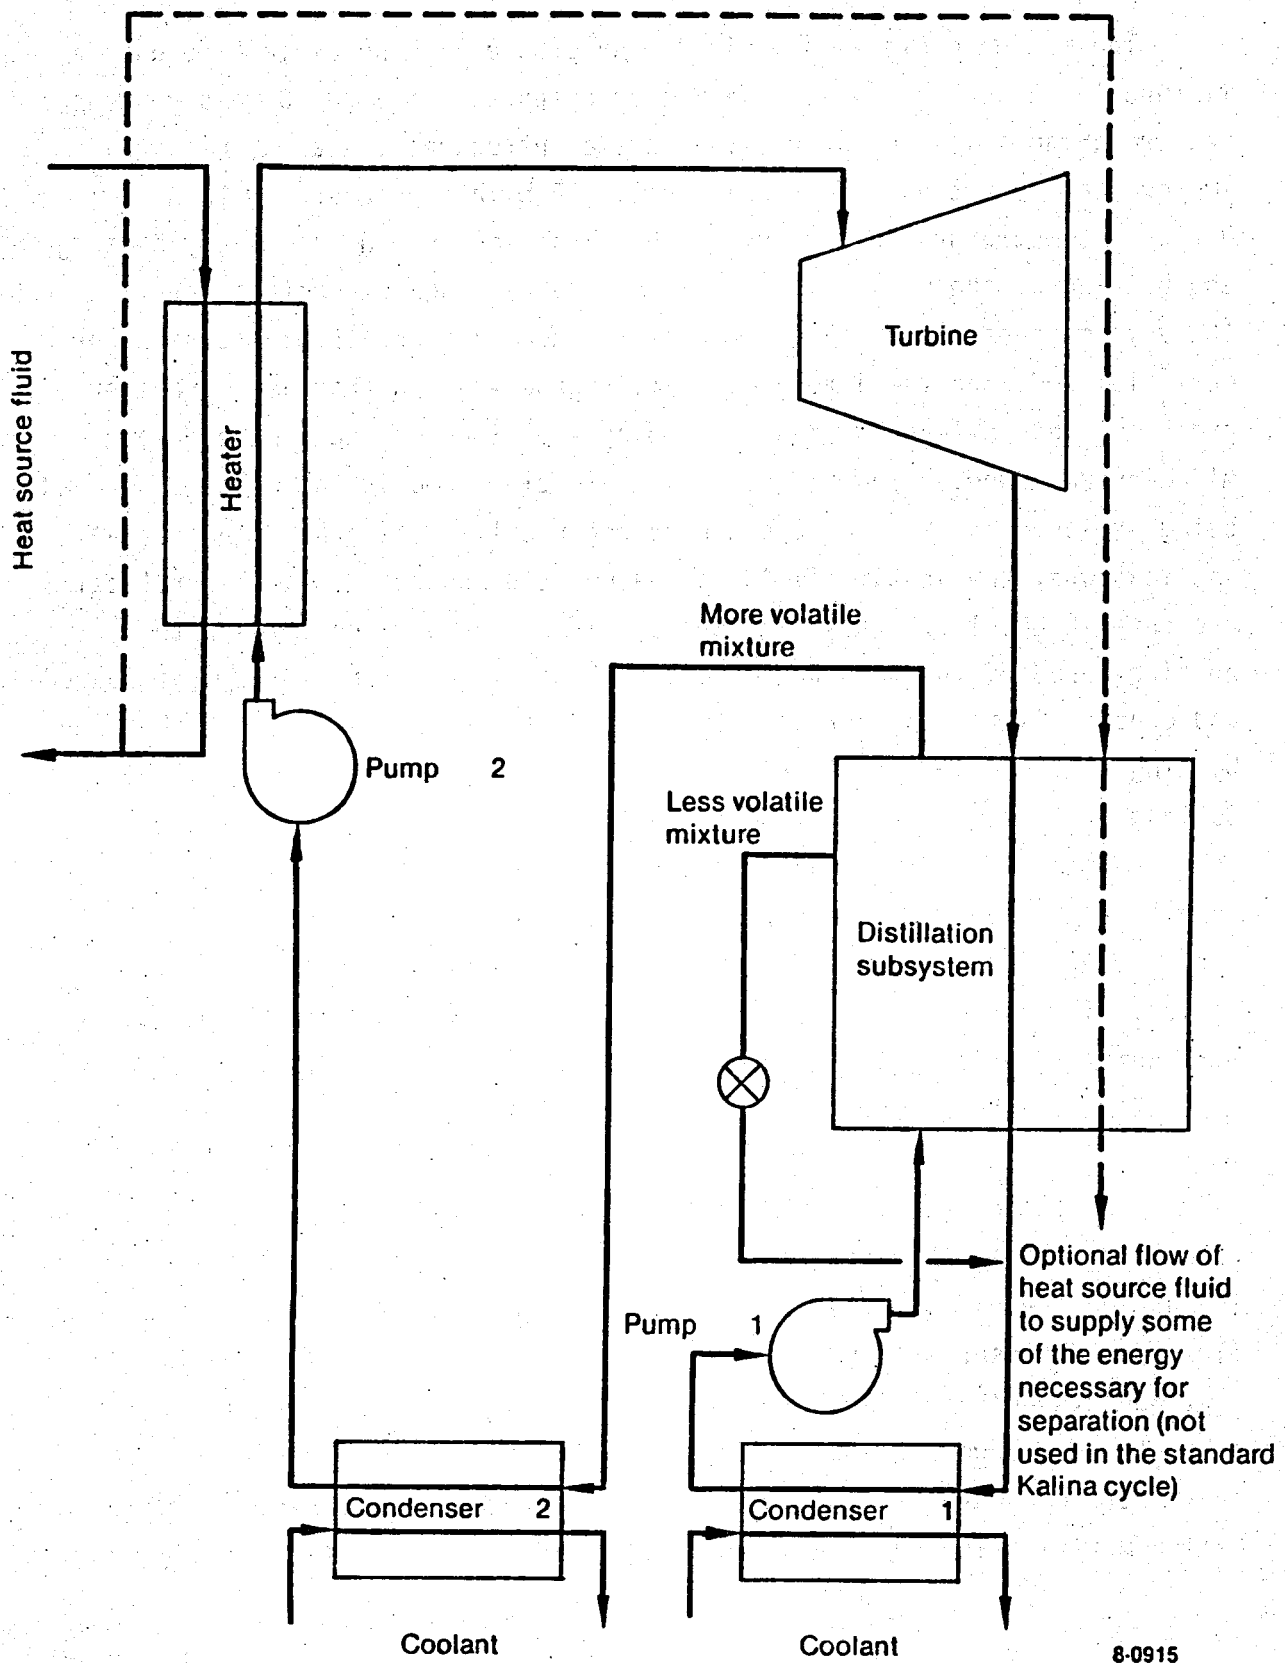 Turbine
Heat source fluid
Heater
More volatile
mixture
Pump 2
Less volatile
mixture
Distillation
subsystem
Optional flow of
heat source fluid
to supply some
of the energy
necessary for
separation (not
used in the standard
Kalina cycle)
Pump 1
Condenser 2
Condenser 1
Coolant
Coolant
8-0915